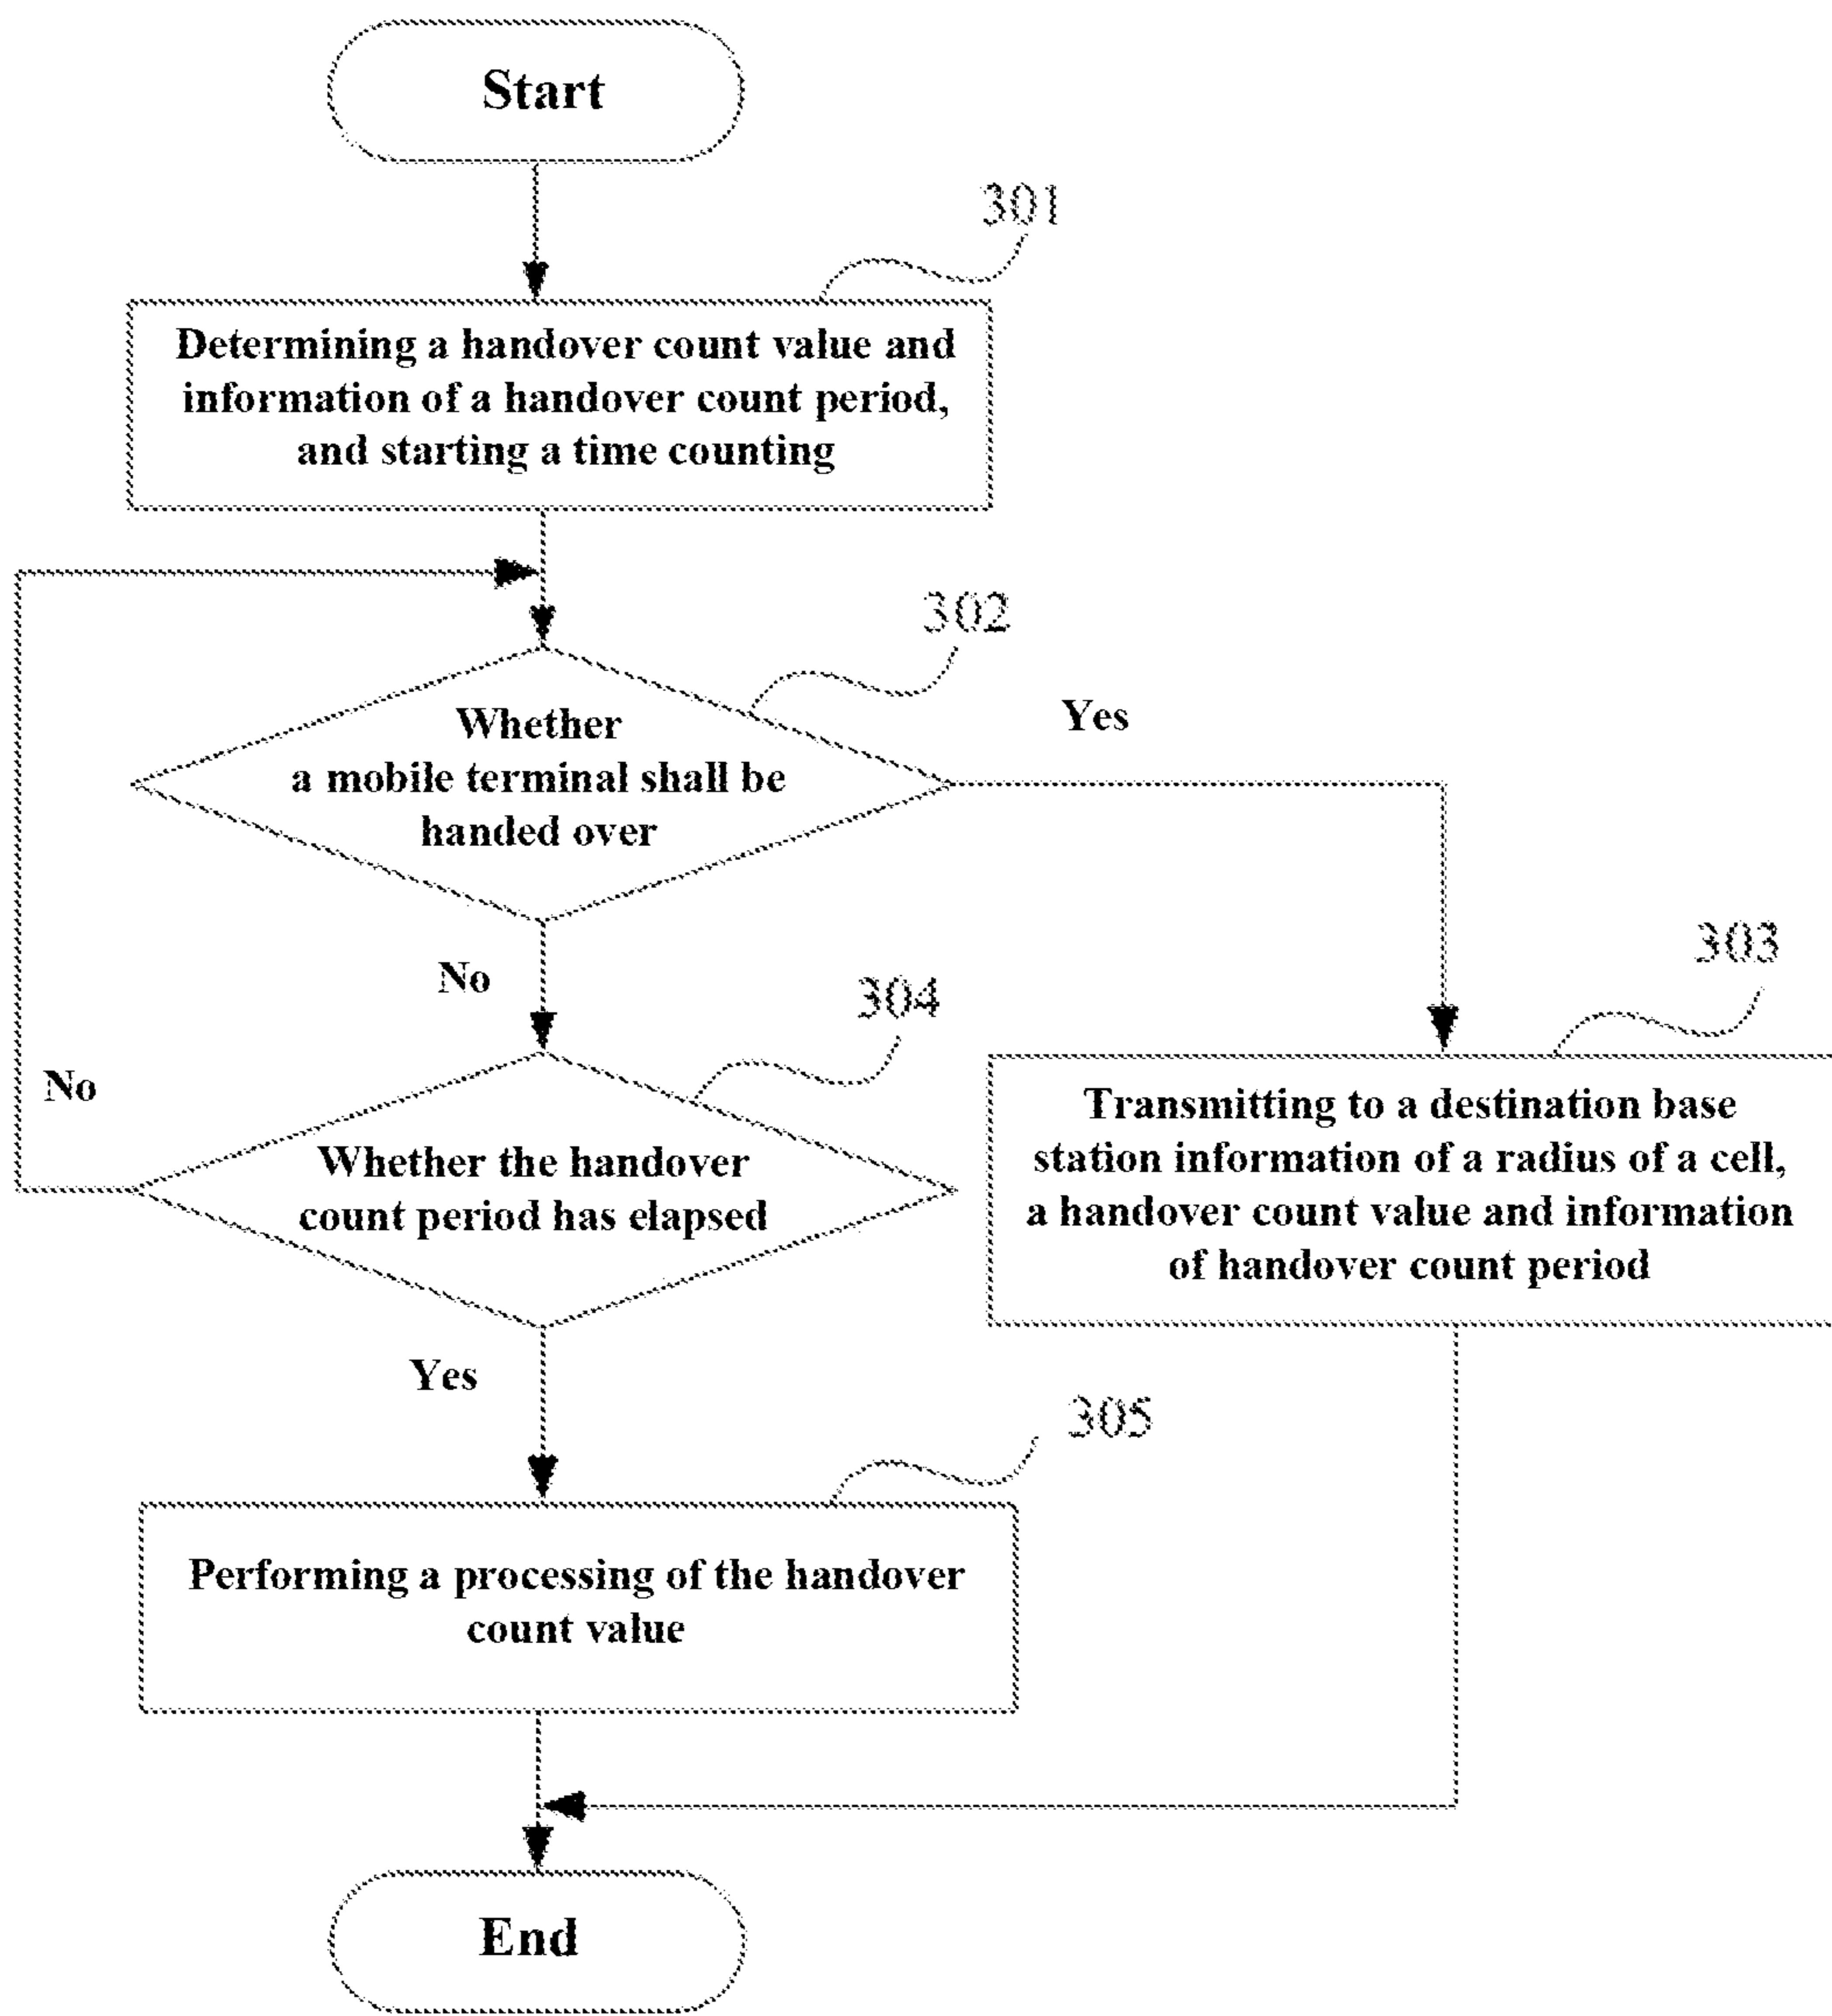 Start
301
Determining a handover count value and
information of a handover count period,
and starting a time counting
302
Whether
a mobile terminal shall be
handed over
Yes
No
303
304
No
Whether the handover
count period has elapsed
Transmitting to a destination base
station information of a radius of a cell,
a handover count value and information
of handover count period
Yes
305
Performing a processing of the handover
count value
End